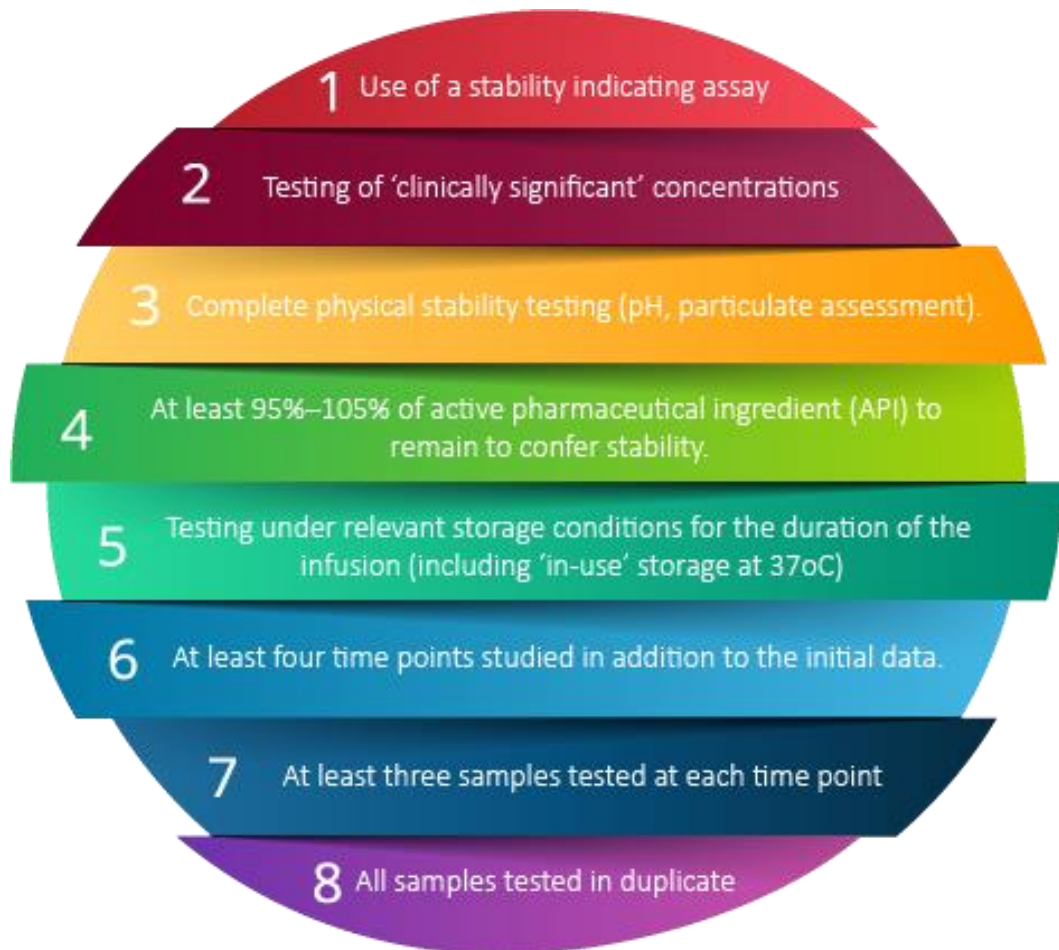 1 Use of a stability indicating assay
2 Testing of ‘clinically significant’ concentrations
3 Complete physical stability testing (pH, particulate assessment).
4 At least 95%–105% of active pharmaceutical ingredient (API) to
remain to confer stability.
5 Testing under relevant storage conditions for the duration of the
infusion (including ‘in-use’ storage at 37oC)
6 At least four time points studied in addition to the initial data.
7 At least three samples tested at each time point
8 All samples tested in duplicate